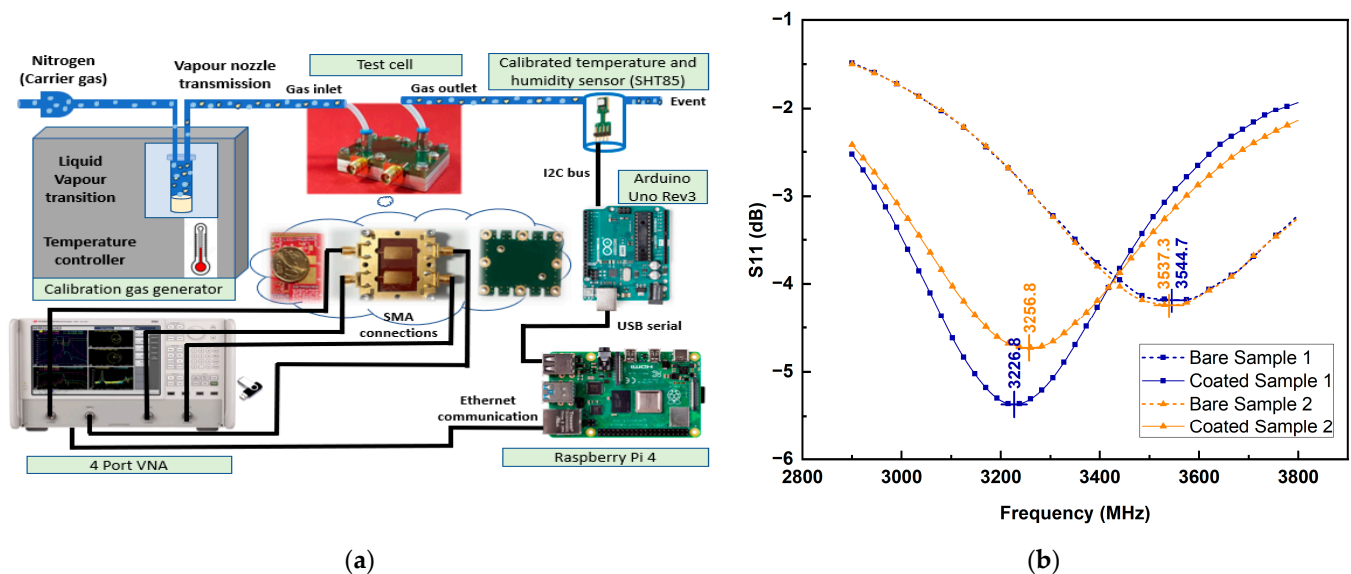 Nitrogen
(Carrier gas)
Vapour nozzle
transmission
Test cell
Gas inlet
Gas outlet
Calibrated temperature and
humidity sensor (SHT85)
Event
Liquid
Vapour
transition
Temperature
controller
Calibration gas generator
I2C bus
Arduino
Uno Rev3
SMA
connections
USB serial
Ethernet
communication
4 Port VNA
Raspberry Pi 4
HDMI
(a)
S11 (dB)
−1
−2
−3
−4
−5
−6
2800
3000
3200
3400
3600
3800
Frequency (MHz)
3226.8
3256.8
3537.3
3544.7
Bare Sample 1
Coated Sample 1
Bare Sample 2
Coated Sample 2
(b)